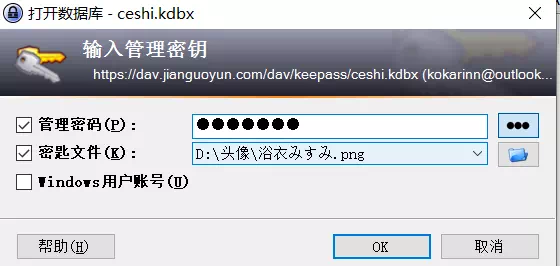 打开数据库 - ceshi.kdbx
输入管理密钥
https://dav.jianguoyun.com/dav/keepass/ceshi.kdbx (kokarinn@outlook...
管理密码(P): ●●●●●●●
密匙文件(K): D:\头像\浴衣みすみ.png
Windows用户账号(U)
帮助(H) OK 取消